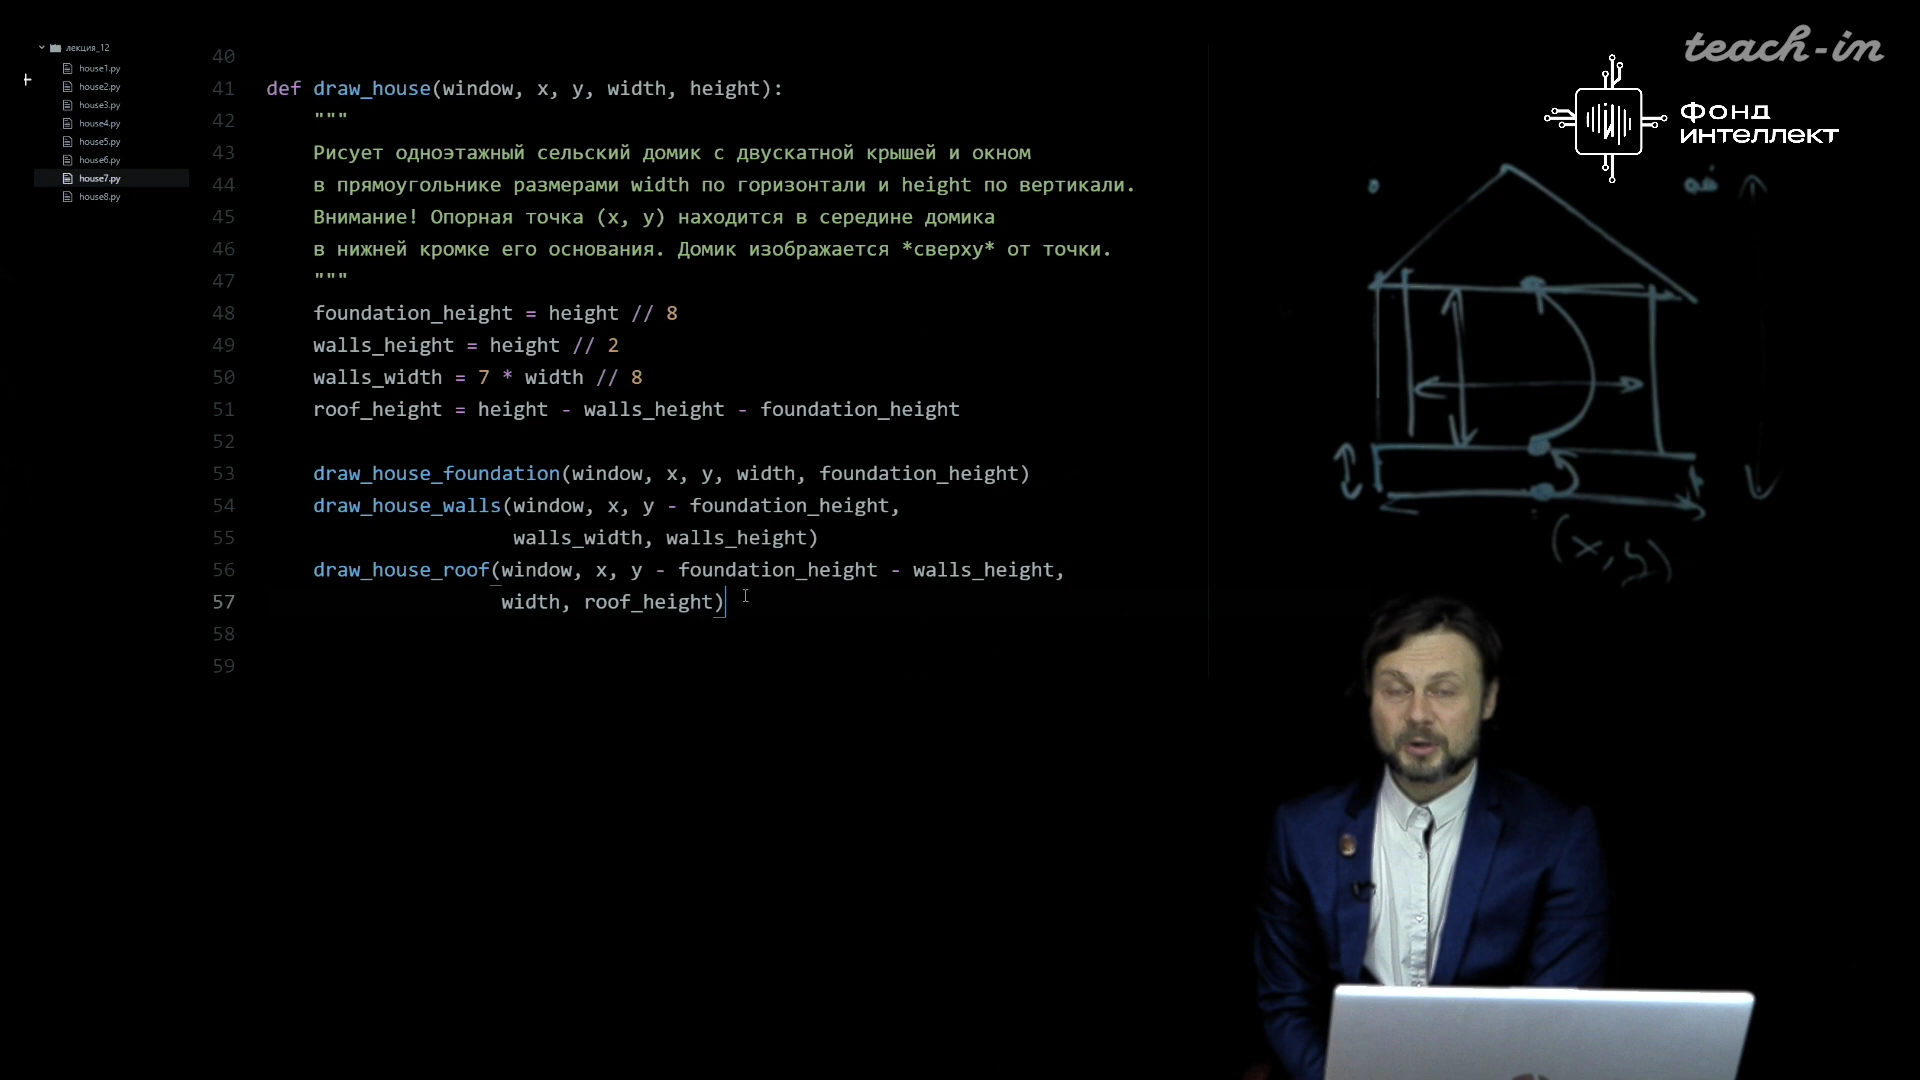 лекция_12
house1.py
house2.py
house3.py
house4.py
house5.py
house6.py
house7.py
house8.py
40
41 def draw_house(window, x, y, width, height):
42 """
43 Рисует одноэтажный сельский домик с двускатной крышей и окном
44 в прямоугольнике размерами width по горизонтали и height по вертикали.
45 Внимание! Опорная точка (x, y) находится в середине домика
46 в нижней кромке его основания. Домик изображается *сверху* от точки.
47 """
48 foundation_height = height // 8
49 walls_height = height // 2
50 walls_width = 7 * width // 8
51 roof_height = height - walls_height - foundation_height
52
53 draw_house_foundation(window, x, y, width, foundation_height)
54 draw_house_walls(window, x, y - foundation_height,
55 walls_width, walls_height)
56 draw_house_roof(window, x, y - foundation_height - walls_height,
57 width, roof_height)
58
59
teach-in
ФОНД
ИНТЕЛЛЕКТ
(x,y)